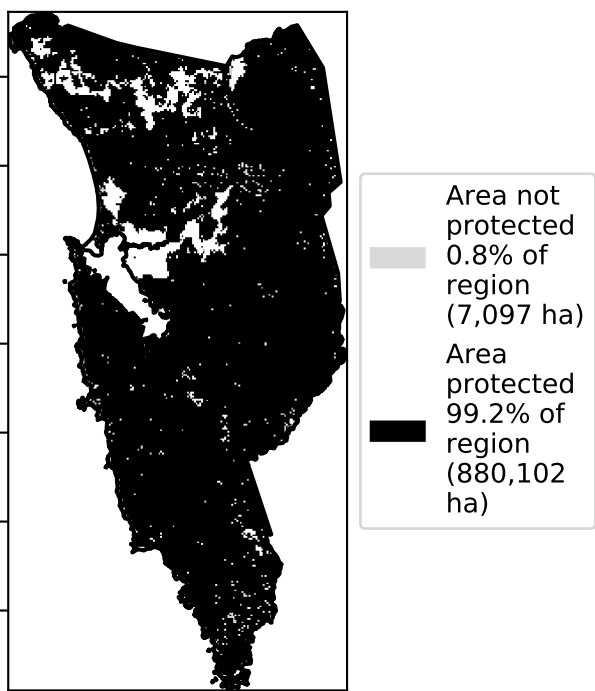 Area not
protected
0.8% of
region
(7,097 ha)
Area
protected
99.2% of
region
(880,102
ha)